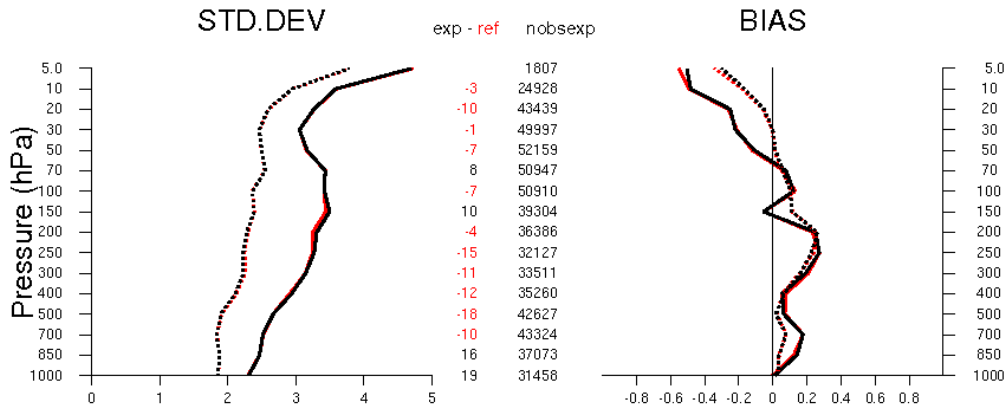 STD.DEV exp - ref nobsexp BIAS
Pressure (hPa)
5.0 1807 5.0
10 -3 24928 10
20 -10 43439 20
30 -1 49997 30
50 -7 52159 50
70 8 50947 70
100 -7 50910 100
150 10 39304 150
200 -4 36386 200
250 -15 32127 250
300 -11 33511 300
400 -12 35260 400
500 -18 42627 500
700 -10 43324 700
850 16 37073 850
1000 19 31458 1000
0 1 2 3 4 5 -0.8 -0.6 -0.4 -0.2 0 0.2 0.4 0.6 0.8